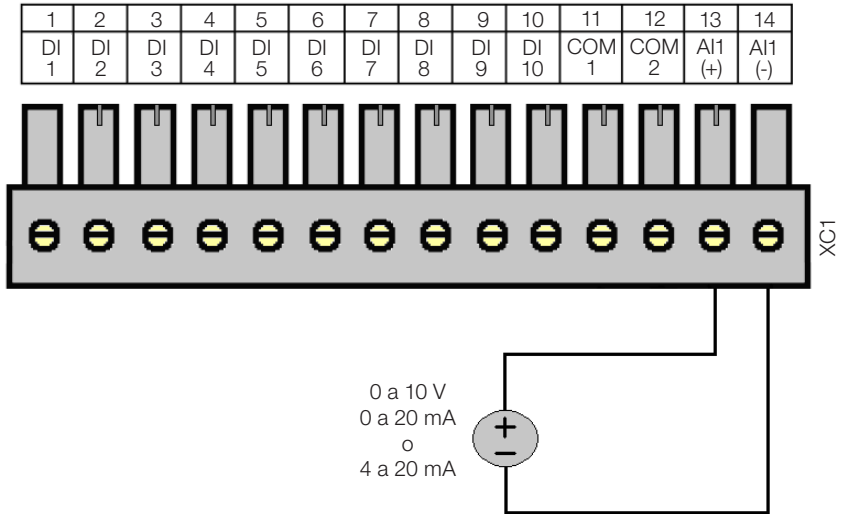 1 2 3 4 5 6 7 8 9 10 11 12 13 14
DI DI DI DI DI DI DI DI DI DI COM COM AI1 AI1
1 2 3 4 5 6 7 8 9 10 1 2 (+) (-)
XC1
0 a 10 V
0 a 20 mA
o
4 a 20 mA
+
−